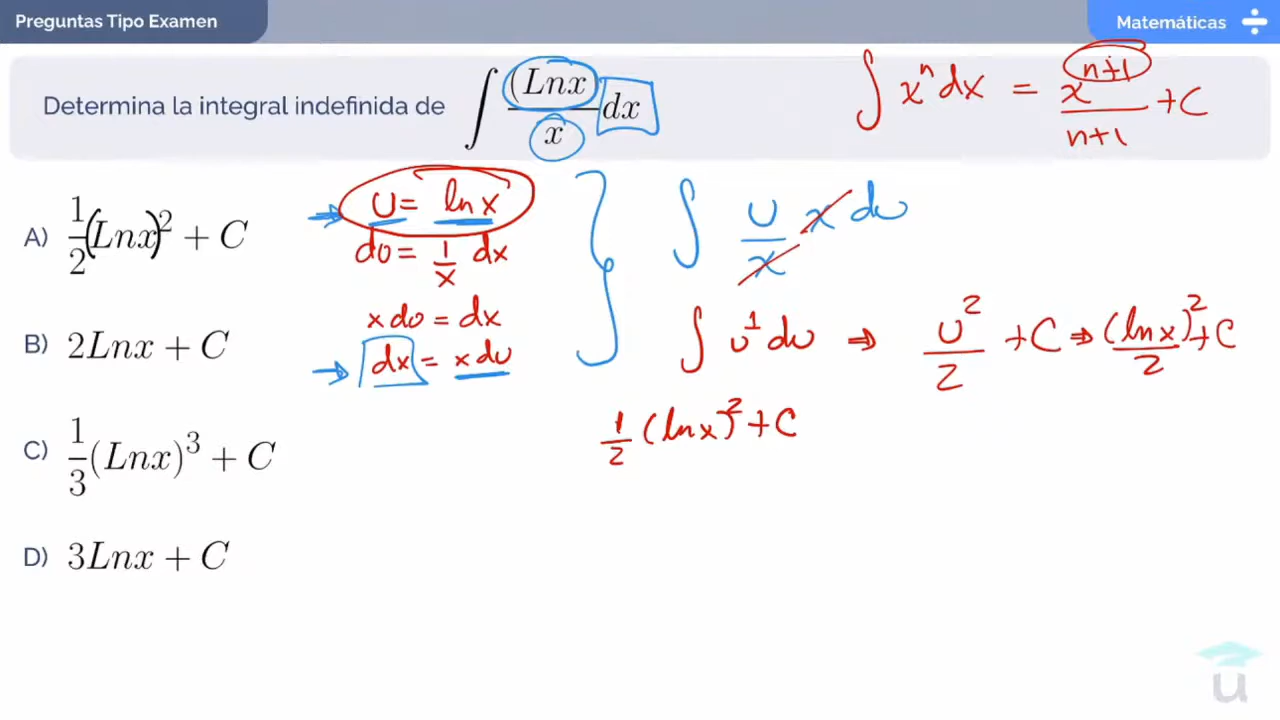 Preguntas Tipo Examen
Matemáticas
Determina la integral indefinida de ∫ (Lnx / x dx
∫ xⁿ dx = xⁿ⁺¹ / n+1 + C
A) 1/2 (Lnx)² + C
B) 2Lnx + C
C) 1/3 (Lnx)³ + C
D) 3Lnx + C
u = ln x
du = 1/x dx
x du = dx
dx = x du
∫ u / x x du
∫ u¹ du ⇒ u² / 2 + C ⇒ (ln x)² / 2 + C
1/2 (ln x)² + C
u